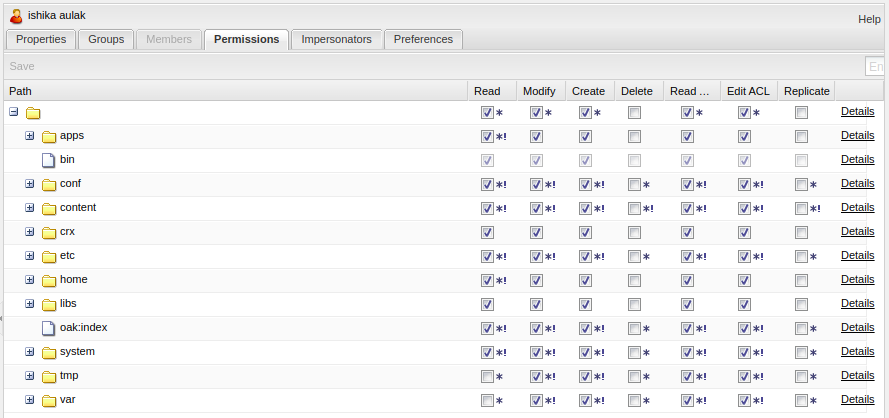 ishika aulak
Help
Properties Groups Members Permissions Impersonators Preferences
Save En
Path Read Modify Create Delete Read ... Edit ACL Replicate
* * * * * Details
apps *! Details
bin Details
conf *! *! *! * *! *! * Details
content *! *! *! *! *! *! *! Details
crx Details
etc *! *! *! * *! *! * Details
home *! Details
libs Details
oak:index *! *! *! * *! *! * Details
system *! *! *! * *! *! * Details
tmp * *! *! * *! *! * Details
var * *! *! * *! *! * Details